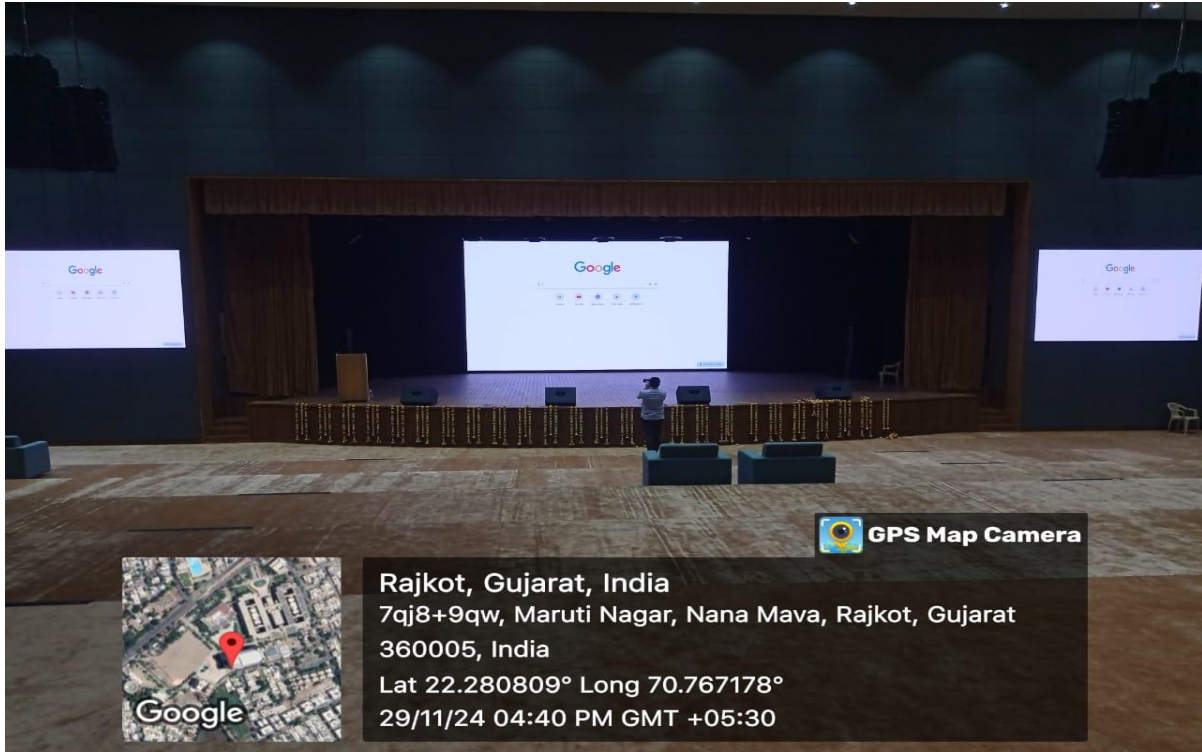 Google
Google
Google
GPS Map Camera
Rajkot, Gujarat, India
7qj8+9qw, Maruti Nagar, Nana Mava, Rajkot, Gujarat
360005, India
Lat 22.280809° Long 70.767178°
29/11/24 04:40 PM GMT +05:30
Google